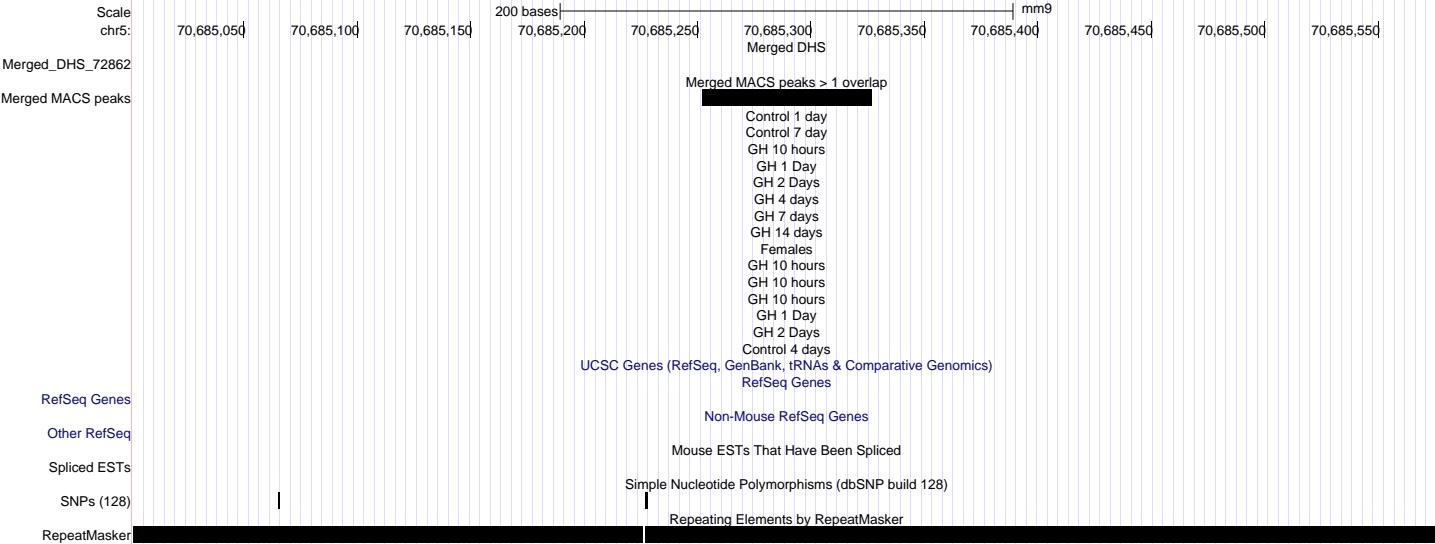 Scale 200 bases mm9
chr5: 70,685,050 70,685,100 70,685,150 70,685,200 70,685,250 70,685,300 70,685,350 70,685,400 70,685,450 70,685,500 70,685,550
Merged DHS
Merged_DHS_72862
Merged MACS peaks > 1 overlap
Merged MACS peaks
Control 1 day
Control 7 day
GH 10 hours
GH 1 Day
GH 2 Days
GH 4 days
GH 7 days
GH 14 days
Females
GH 10 hours
GH 10 hours
GH 10 hours
GH 1 Day
GH 2 Days
Control 4 days
UCSC Genes (RefSeq, GenBank, tRNAs & Comparative Genomics)
RefSeq Genes
RefSeq Genes
Non-Mouse RefSeq Genes
Other RefSeq
Mouse ESTs That Have Been Spliced
Spliced ESTs
Simple Nucleotide Polymorphisms (dbSNP build 128)
SNPs (128)
Repeating Elements by RepeatMasker
RepeatMasker